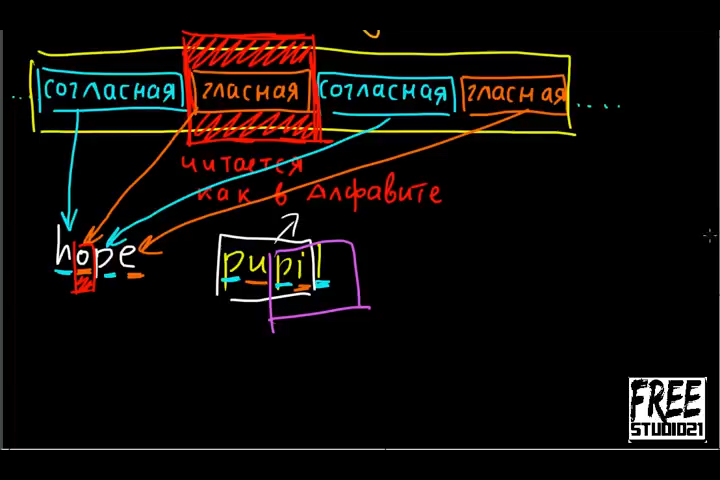 .. согласная гласная согласная гласная ....
читается
как в Алфавите
hope pupil
FREE
STUDIO21